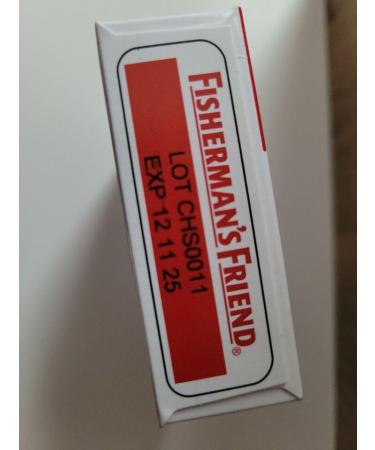 FISHERMAN'S FRIEND®
LOT CHS0011
EXP 12 11 25